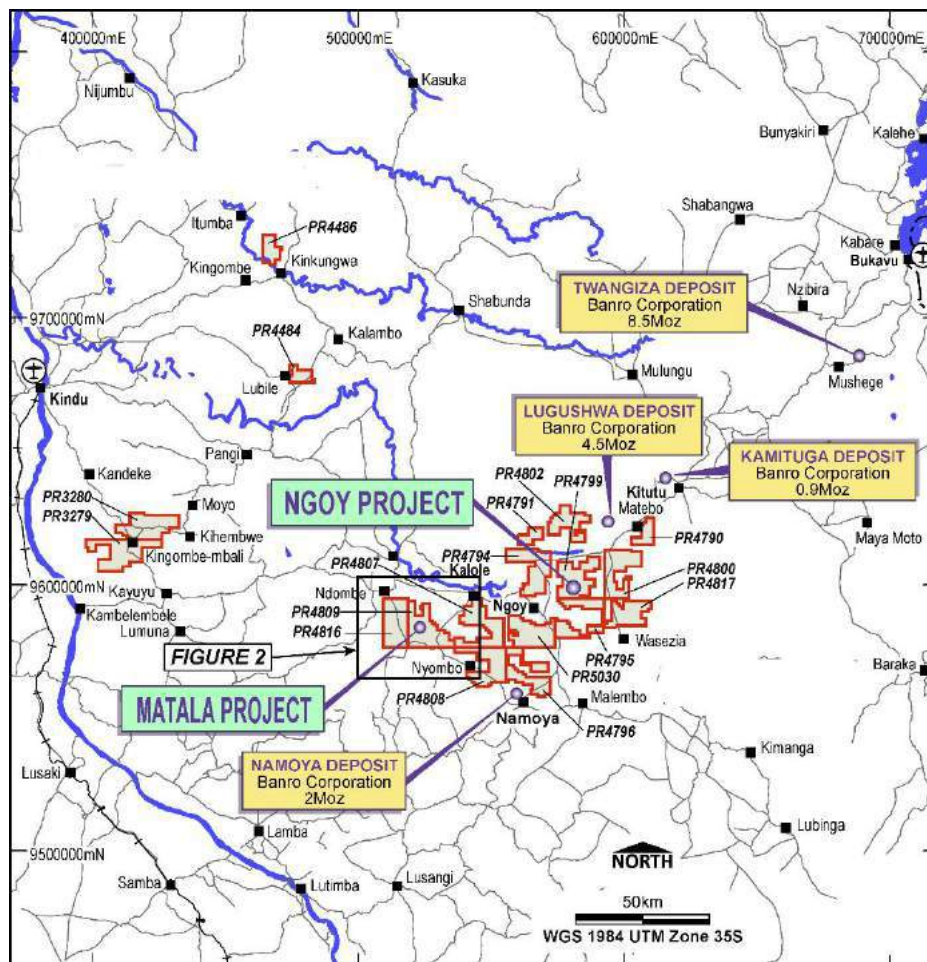 400000mE
500000mE
600000mE
700000mE
Nijumbu
Kasuka
Bunyakiri
Kalehe
Itumba
PR4486
Shabangwa
Kingombe
Kinkungwa
Kabare
Bukavu
TWANGIZA DEPOSIT
Banro Corporation
8.5Moz
Nzibira
Shabunda
9700000mN
PR4484
Kalambo
Lubile
Mulungu
Mushege
Kindu
LUGUSHWA DEPOSIT
Banro Corporation
4.5Moz
KAMITUGA DEPOSIT
Banro Corporation
0.9Moz
Pangi
Kandeke
PR4802
PR4799
Kitutu
NGOY PROJECT
PR4791
Matebo
PR3280
Moyo
PR3279
Maya Moto
Kihembwe
PR4790
Kingombe-mbali
PR4794
PR4807
Kalole
PR4800
9600000mN
PR4817
Kayuyu
Ndombe
Kambelembele
Ngoy
PR4809
Lumuna
PR4816
Wasezia
PR4795
FIGURE 2
Nyombo
PR5030
Baraka
PR4808
Malembo
MATALA PROJECT
Namoya
PR4796
NAMOYA DEPOSIT
Banro Corporation
2Moz
Kimanga
Lusaki
Lamba
Lubinga
9500000mN
NORTH
Samba
Lutimba
Lusangi
50km
WGS 1984 UTM Zone 35S